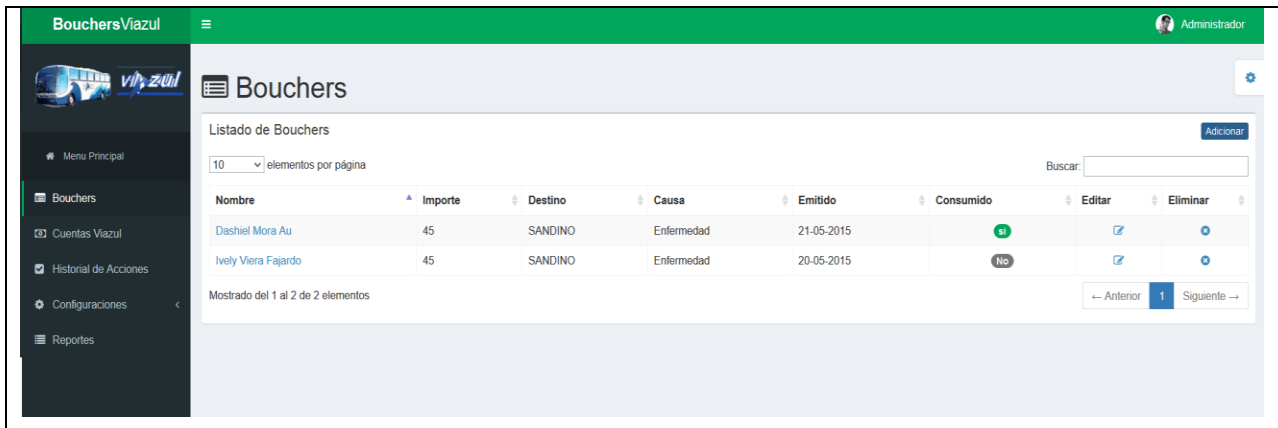 BouchersViazul
Administrador
viazul
Bouchers
Listado de Bouchers
Adicionar
Menu Principal
10 elementos por página
Buscar:
Bouchers
Nombre Importe Destino Causa Emitido Consumido Editar Eliminar
Cuentas Viazul
Dashiel Mora Au 45 SANDINO Enfermedad 21-05-2015 si
Historial de Acciones
Ively Viera Fajardo 45 SANDINO Enfermedad 20-05-2015 No
Configuraciones
Mostrado del 1 al 2 de 2 elementos
← Anterior 1 Siguiente →
Reportes